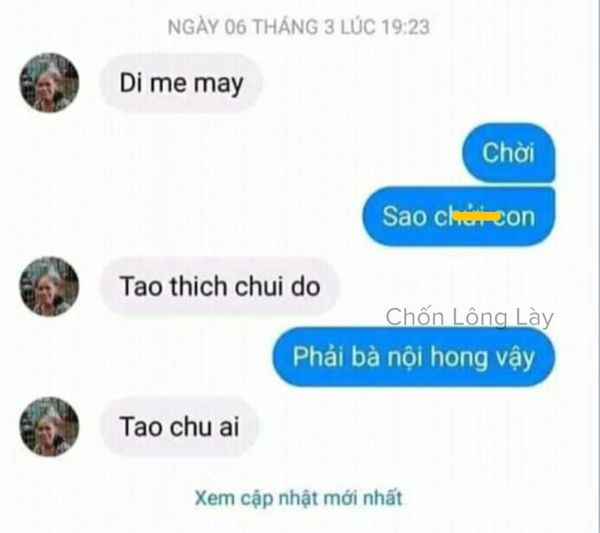 NGÀY 06 THÁNG 3 LÚC 19:23
Di me may
Chời
Sao chửi con
Tao thich chui do
Chốn Lông Lày
Phải bà nội hong vậy
Tao chu ai
Xem cập nhật mới nhất